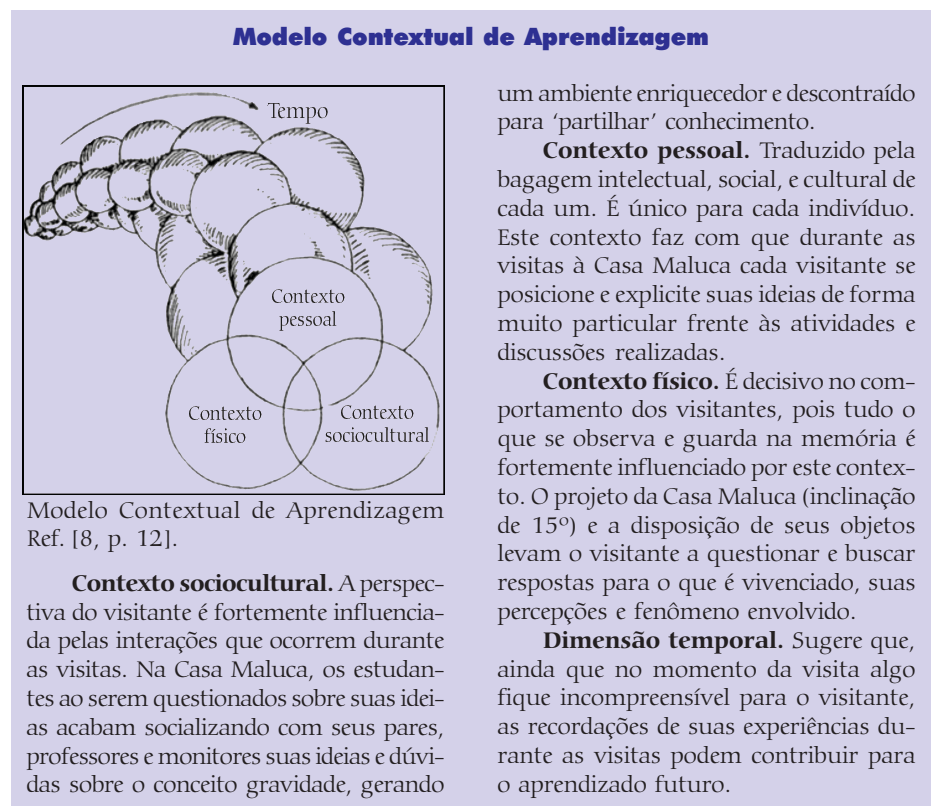 Modelo Contextual de Aprendizagem
Tempo
Contexto
pessoal
Contexto
físico
Contexto
sociocultural
Modelo Contextual de Aprendizagem
Ref. [8, p. 12].
Contexto sociocultural. A perspec-
tiva do visitante é fortemente influencia-
da pelas interações que ocorrem durante
as visitas. Na Casa Maluca, os estudan-
tes ao serem questionados sobre suas idei-
as acabam socializando com seus pares,
professores e monitores suas ideias e dúvi-
das sobre o conceito gravidade, gerando
um ambiente enriquecedor e descontraído
para ‘partilhar’ conhecimento.
Contexto pessoal. Traduzido pela
bagagem intelectual, social, e cultural de
cada um. É único para cada indivíduo.
Este contexto faz com que durante as
visitas à Casa Maluca cada visitante se
posicione e explicite suas ideias de forma
muito particular frente às atividades e
discussões realizadas.
Contexto físico. É decisivo no com-
portamento dos visitantes, pois tudo o
que se observa e guarda na memória é
fortemente influenciado por este contex-
to. O projeto da Casa Maluca (inclinação
de 15º) e a disposição de seus objetos
levam o visitante a questionar e buscar
respostas para o que é vivenciado, suas
percepções e fenômeno envolvido.
Dimensão temporal. Sugere que,
ainda que no momento da visita algo
fique incompreensível para o visitante,
as recordações de suas experiências du-
rante as visitas podem contribuir para
o aprendizado futuro.